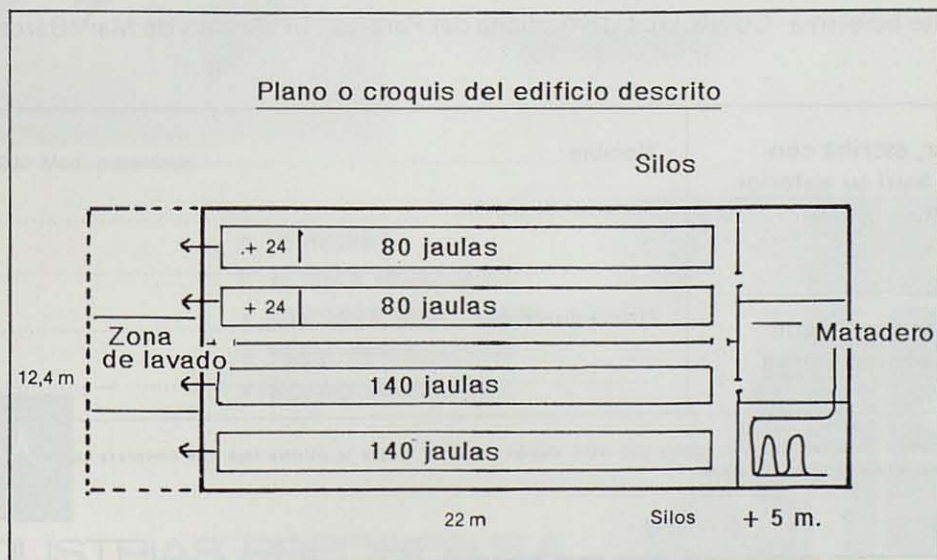 Plano o croquis del edificio descrito
Silos
+ 24 80 jaulas
+ 24 80 jaulas
Zona
de lavado
Matadero
12,4 m
140 jaulas
140 jaulas
22 m Silos + 5 m.